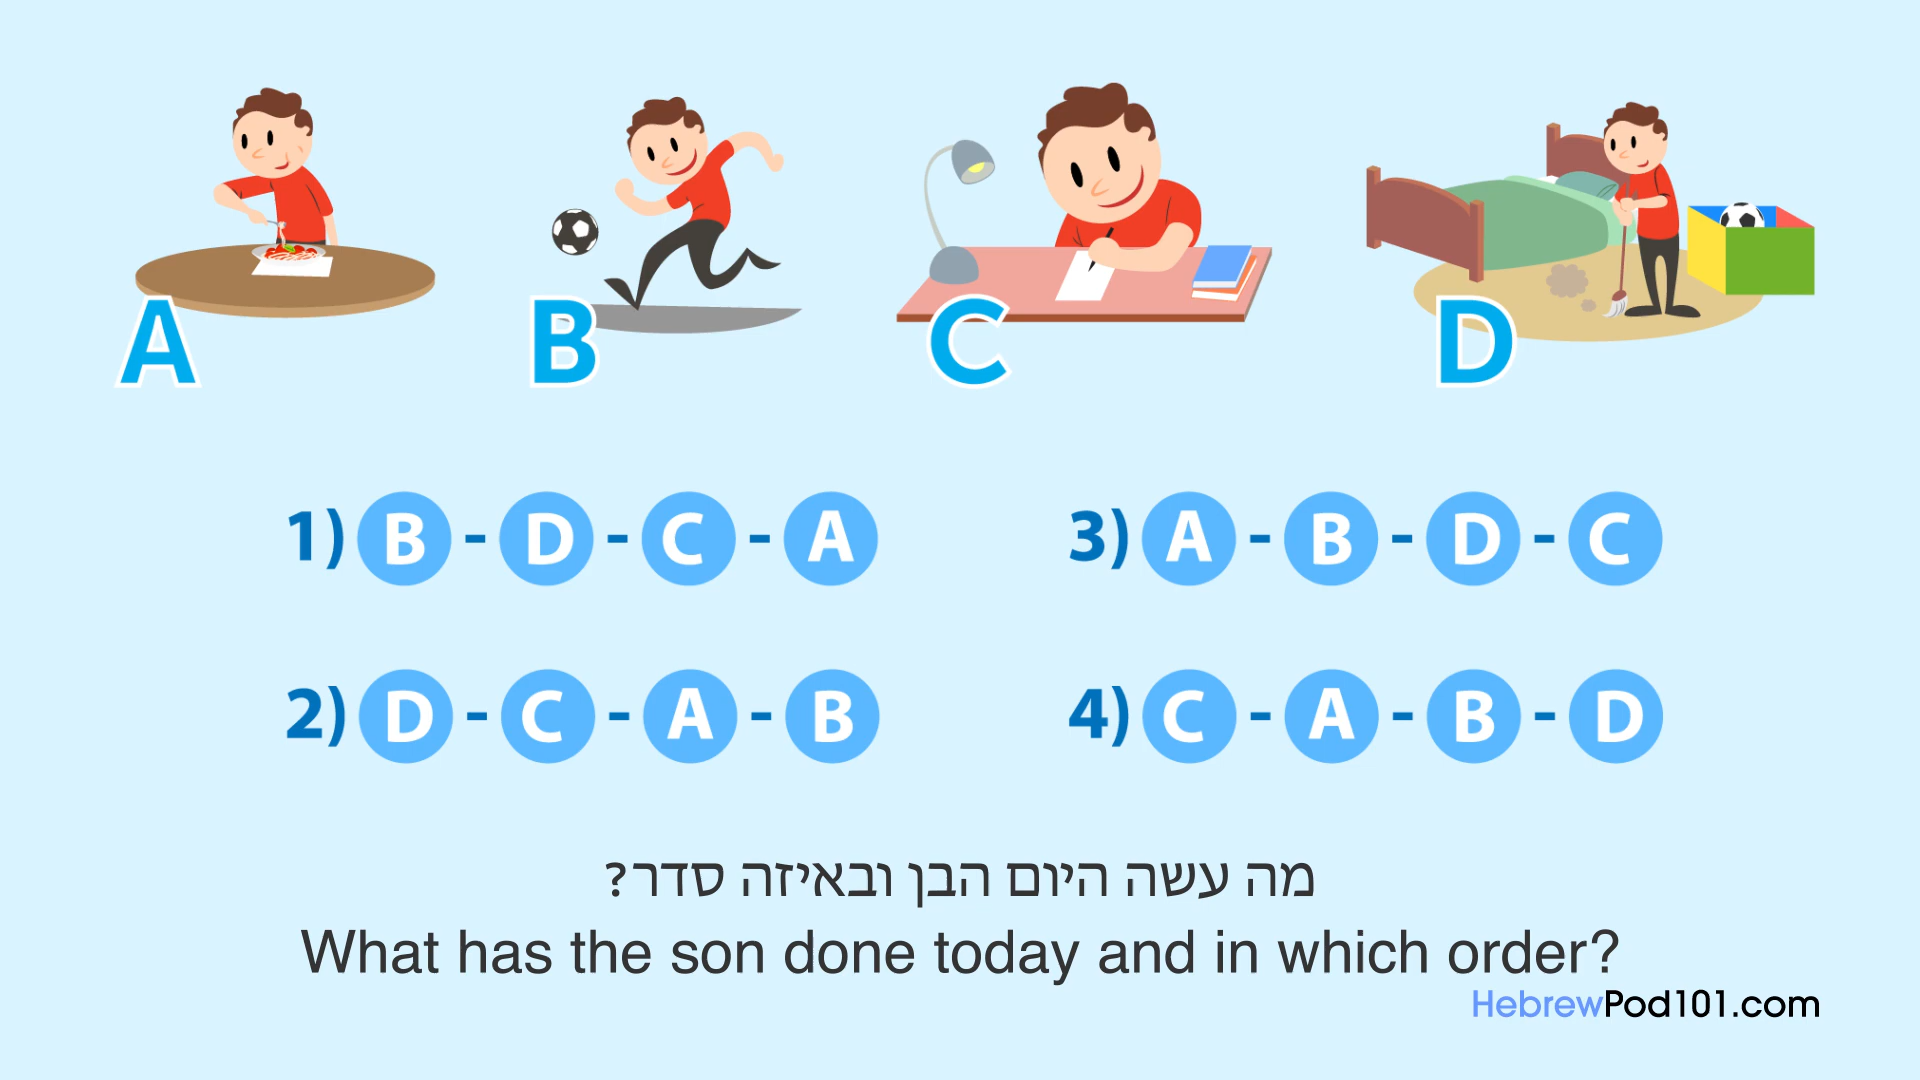 A
B
C
D
1) B - D - C - A
3) A - B - D - C
2) D - C - A - B
4) C - A - B - D
מה עשה היום הבן ובאיזה סדר?
What has the son done today and in which order?
HebrewPod101.com